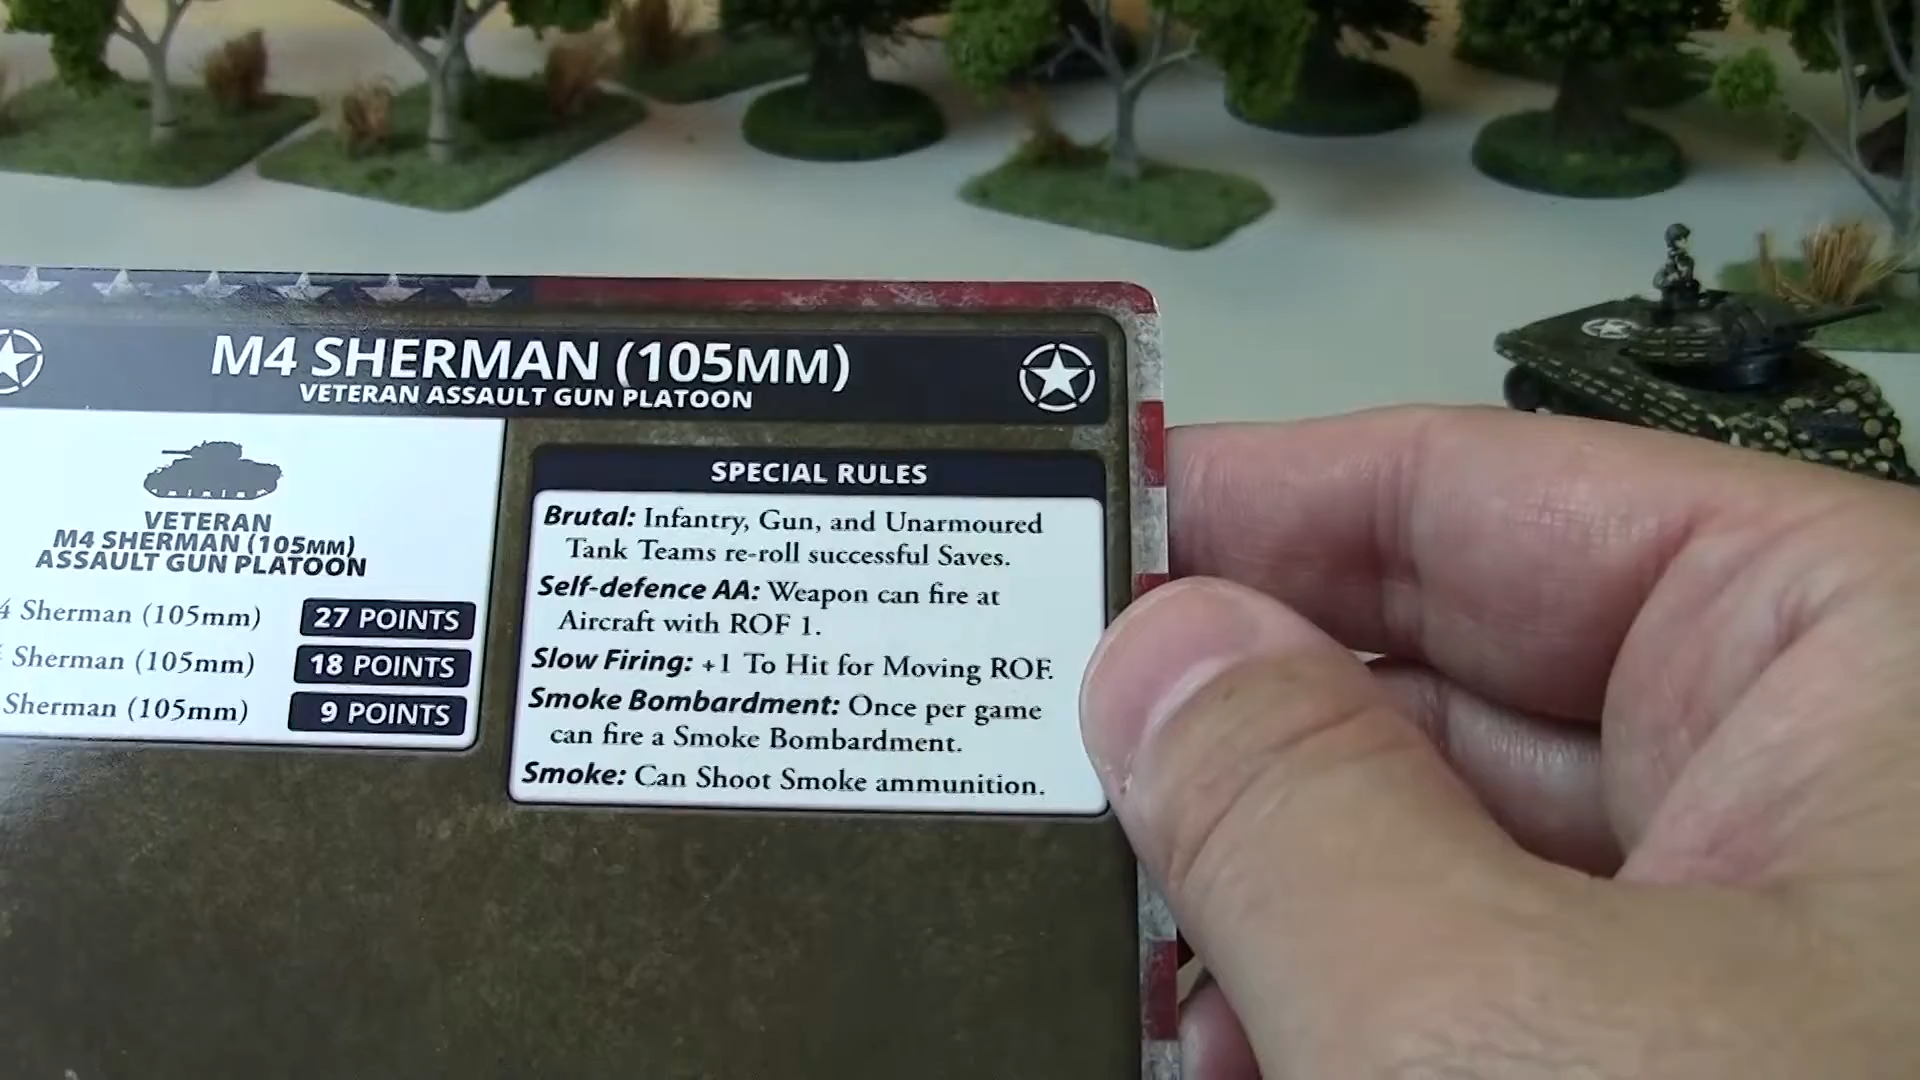 M4 SHERMAN (105MM)
VETERAN ASSAULT GUN PLATOON
VETERAN
M4 SHERMAN (105MM)
ASSAULT GUN PLATOON
Sherman (105mm) 27 POINTS
Sherman (105mm) 18 POINTS
Sherman (105mm) 9 POINTS
SPECIAL RULES
Brutal: Infantry, Gun, and Unarmoured
Tank Teams re-roll successful Saves.
Self-defence AA: Weapon can fire at
Aircraft with ROF 1.
Slow Firing: +1 To Hit for Moving ROF.
Smoke Bombardment: Once per game
can fire a Smoke Bombardment.
Smoke: Can Shoot Smoke ammunition.